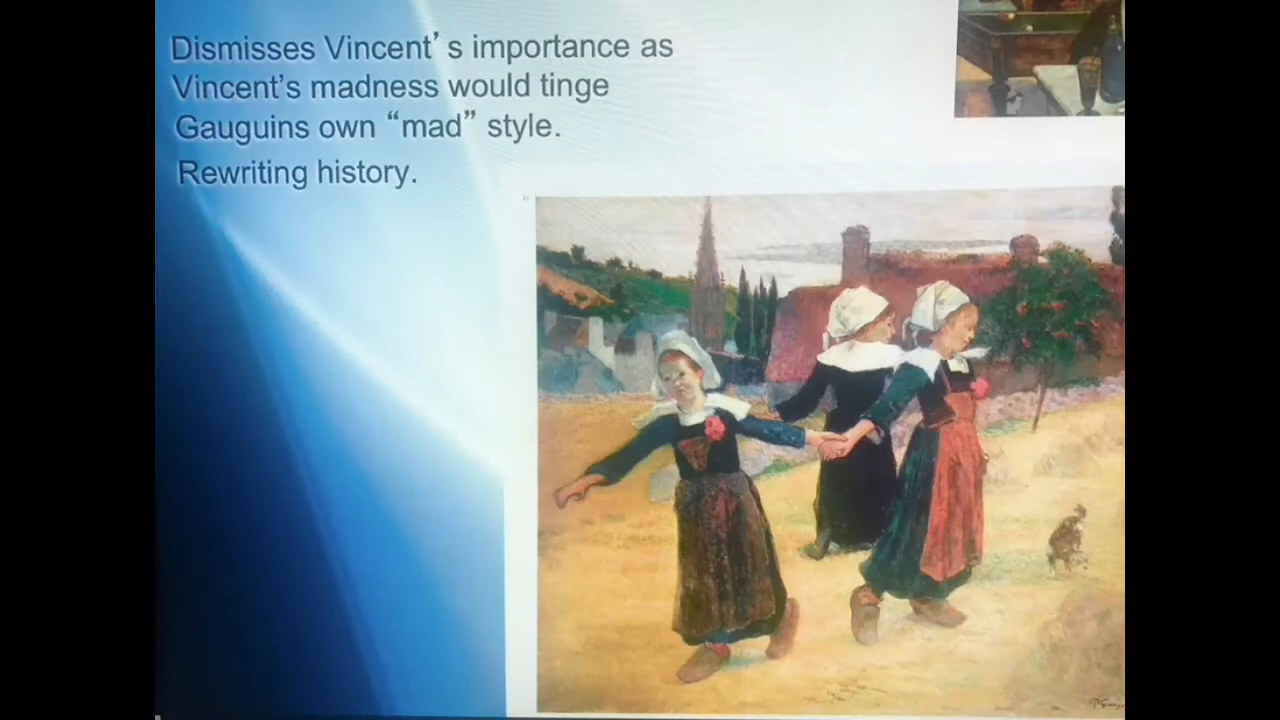 Dismisses Vincent’s importance as
Vincent’s madness would tinge
Gauguins own “mad” style.
Rewriting history.